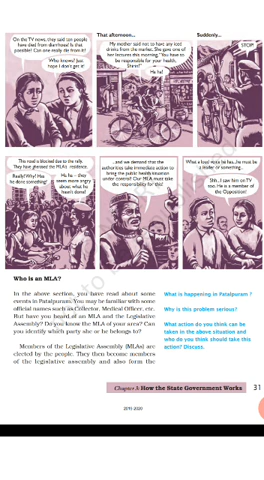 On the TV news, they said ten people
have died from diarrhoea! Is that
possible? Can one really die from it?
Who knows? Just
hope I don't get it!
That afternoon...
My mother said not to have any iced
drinks from the market. She gave one of
her lectures this morning, "You have to
be responsible for your health,
Ha ha!
Suddenly...
STOP!
This road is blocked due to the rally.
They have gheraoed the MLA's residence.
Really? Why? Has
he done something?
Ha ha – they
seem more angry
about what he
hasn't done!
...and we demand that the
authorities take immediate action to
bring the public health situation
under control! Our MLA must take
the responsibility for this!
What a loud voice he has...he must be
a leader or something...
Shh...I saw him on TV
too. He is a member of
the Opposition!
Who is an MLA?
In the above section, you have read about some
events in Patalpuram. You may be familiar with some
official names such as Collector, Medical Officer, etc.
But have you heard of an MLA and the Legislative
Assembly? Do you know the MLA of your area? Can
you identify which party she or he belongs to?
Members of the Legislative Assembly (MLAs) are
elected by the people. They then become members
of the legislative assembly and also form the
What is happening in Patalpuram ?
Why is this problem serious?
What action do you think can be
taken in the above situation and
who do you think should take this
action? Discuss.
Chapter 3: How the State Government Works
31
2019-2020